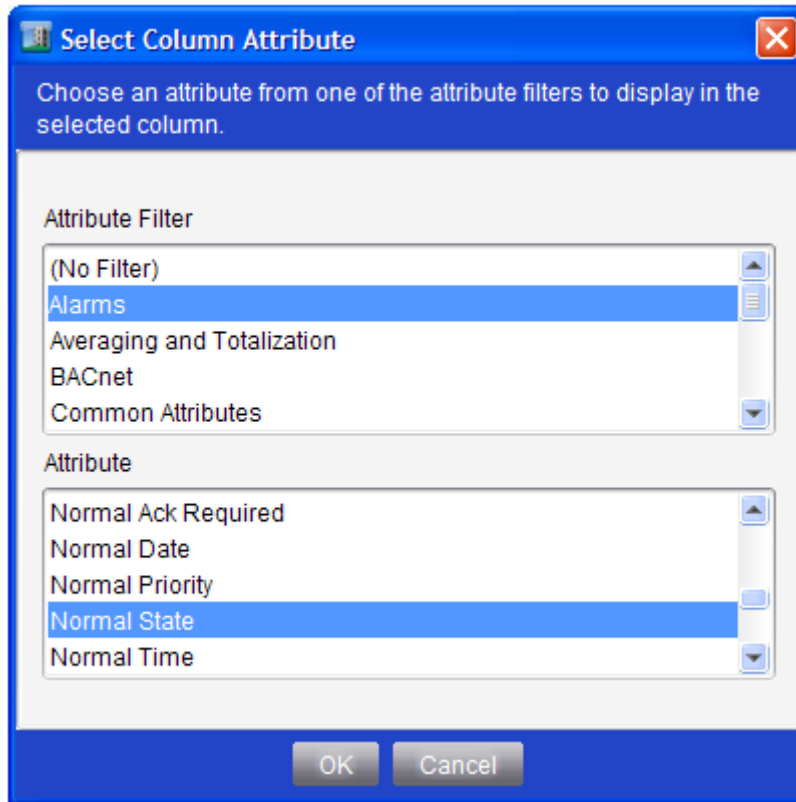 Select Column Attribute
Choose an attribute from one of the attribute filters to display in the
selected column.
Attribute Filter
(No Filter)
Alarms
Averaging and Totalization
BACnet
Common Attributes
Attribute
Normal Ack Required
Normal Date
Normal Priority
Normal State
Normal Time
OK Cancel